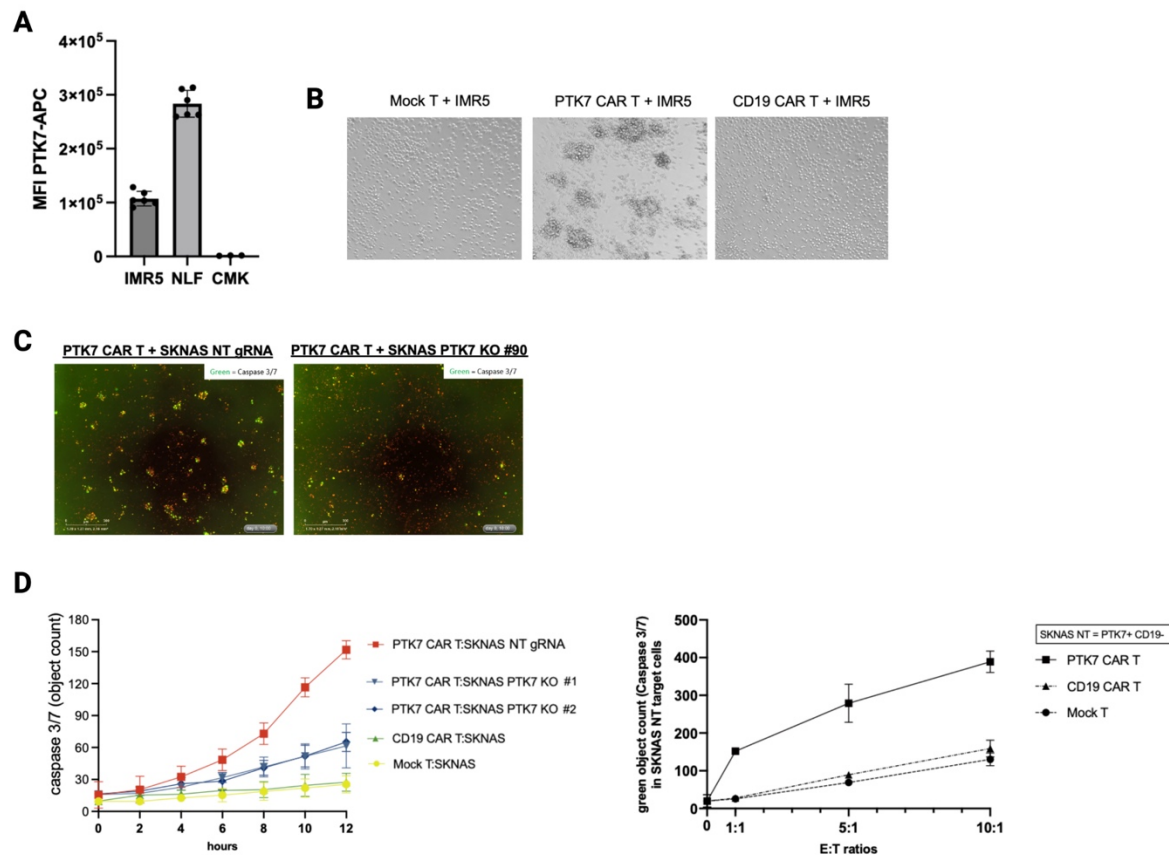 A
MFI PTK7-APC
4×10⁵
3×10⁵
2×10⁵
1×10⁵
0
IMR5 NLF CMK
B
Mock T + IMR5
PTK7 CAR T + IMR5
CD19 CAR T + IMR5
C
PTK7 CAR T + SKNAS NT gRNA
Green = Caspase 3/7
PTK7 CAR T + SKNAS PTK7 KO #90
Green = Caspase 3/7
D
caspase 3/7 (object count)
180
150
120
90
60
30
0
0 2 4 6 8 10 12
hours
PTK7 CAR T:SKNAS NT gRNA
PTK7 CAR T:SKNAS PTK7 KO #1
PTK7 CAR T:SKNAS PTK7 KO #2
CD19 CAR T:SKNAS
Mock T:SKNAS
green object count (Caspase 3/7)
in SKNAS NT target cells
500
400
300
200
100
0
0 1:1 5:1 10:1
E:T ratios
SKNAS NT = PTK7+ CD19-
PTK7 CAR T
CD19 CAR T
Mock T